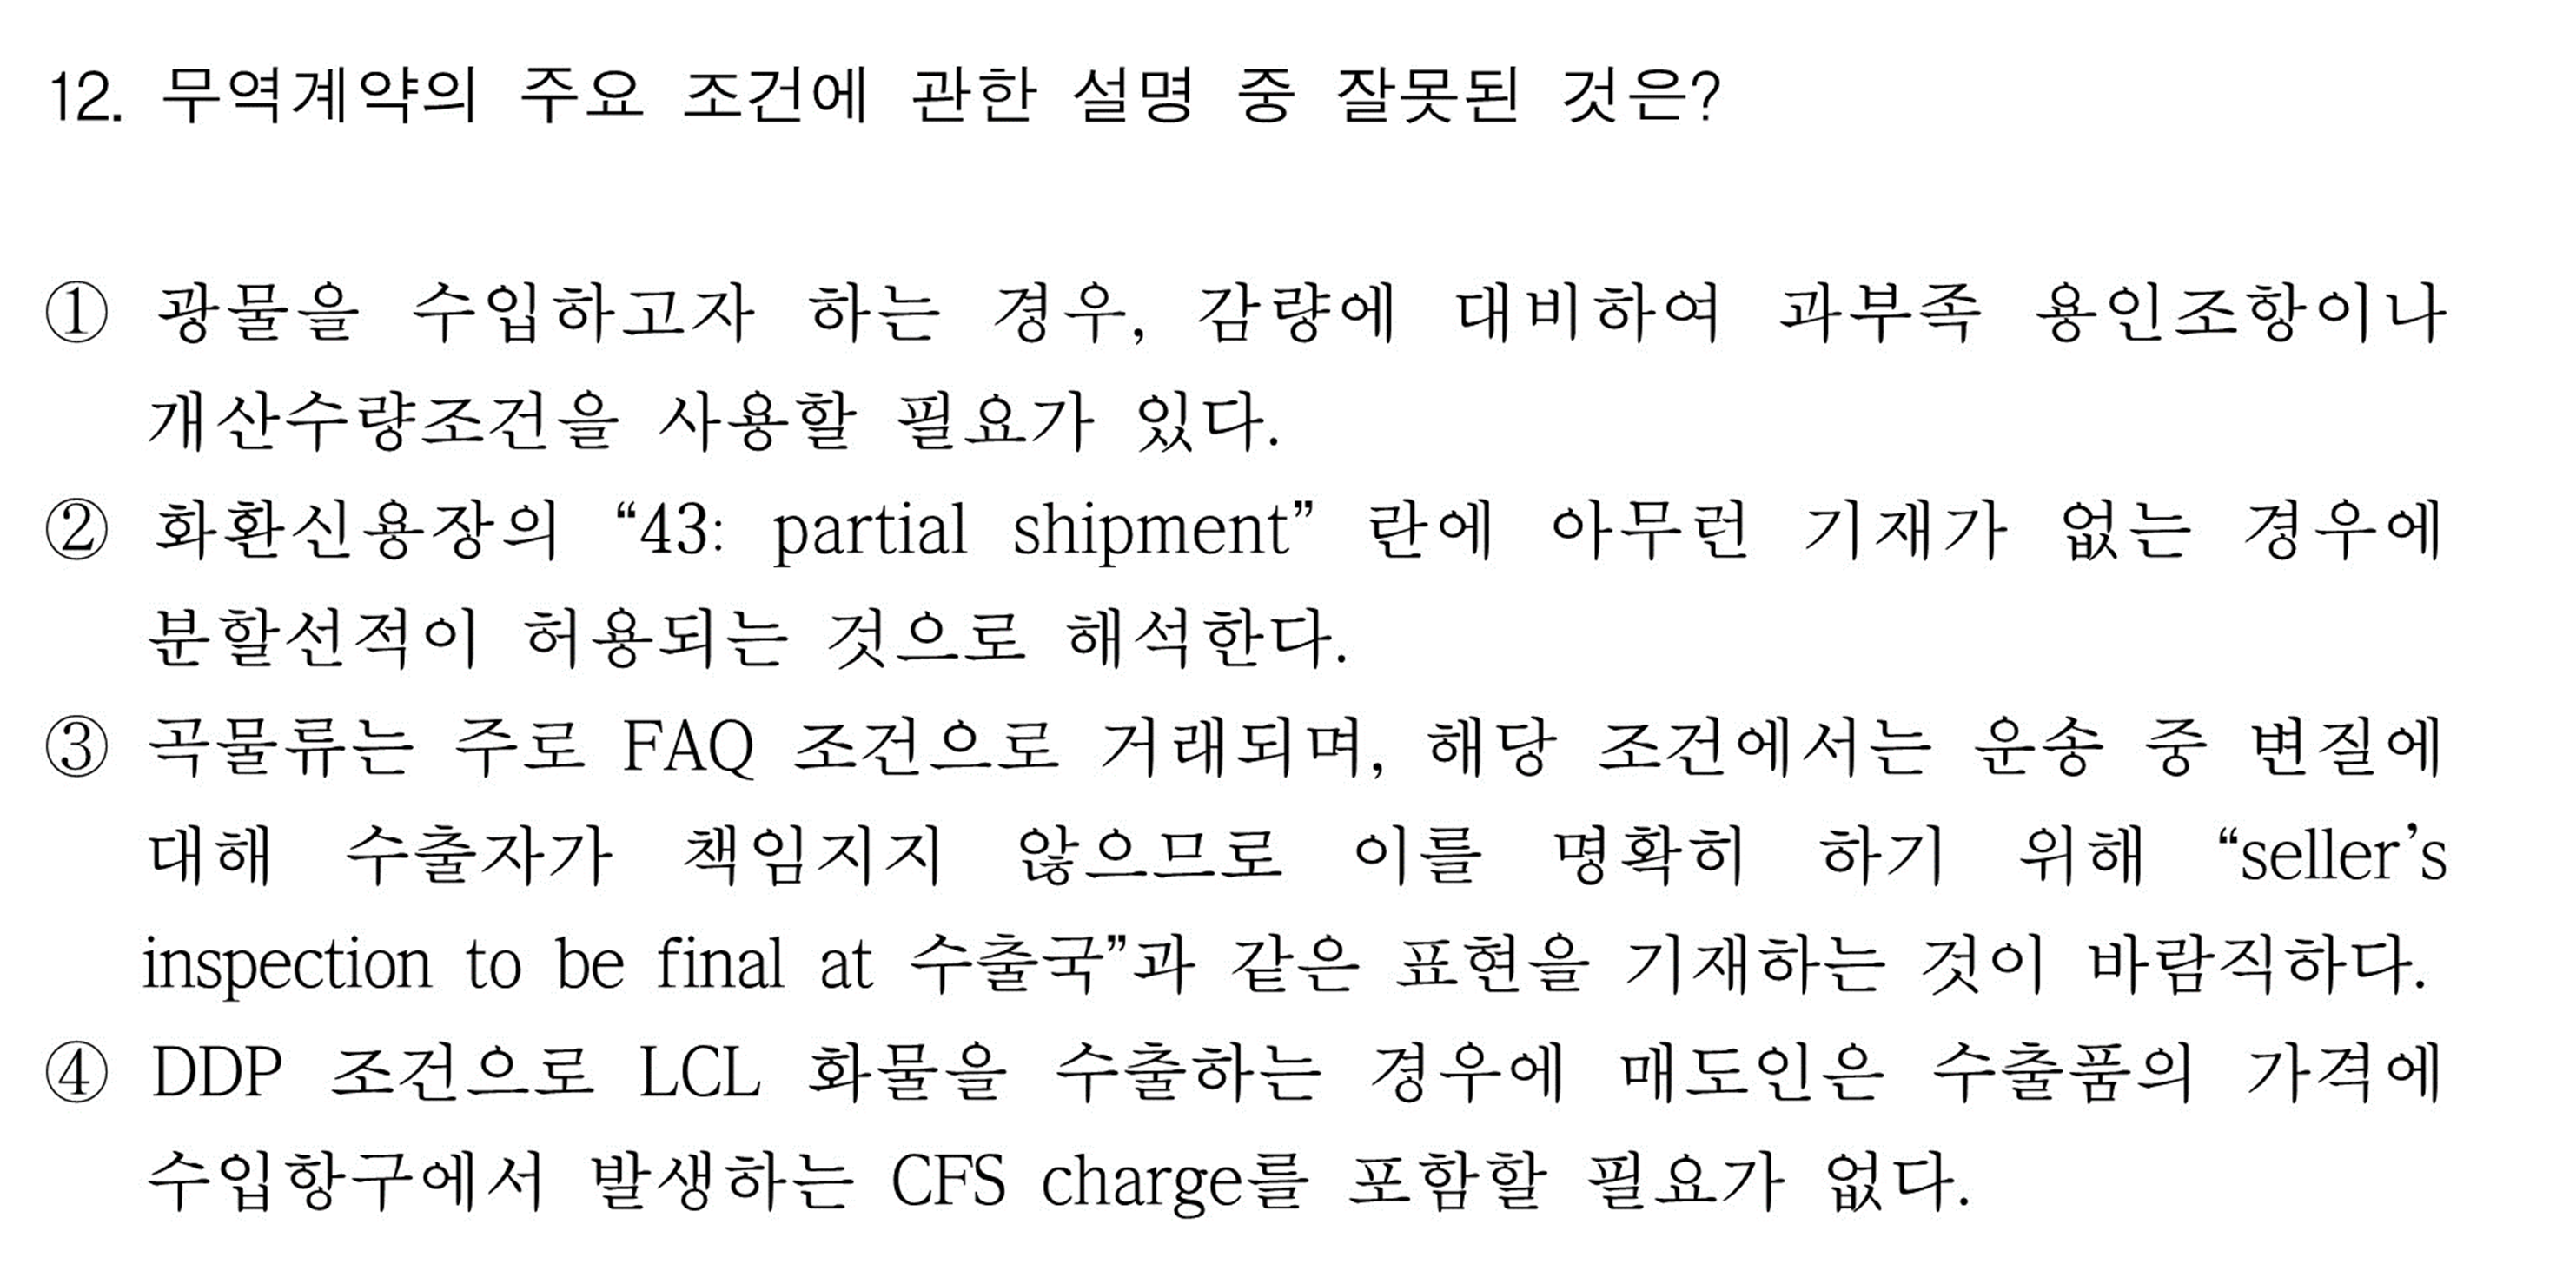 12. 무역계약의 주요 조건에 관한 설명 중 잘못된 것은?
① 광물을 수입하고자 하는 경우, 감량에 대비하여 과부족 용인조항이나
개산수량조건을 사용할 필요가 있다.
② 화환신용장의 “43: partial shipment” 란에 아무런 기재가 없는 경우에
분할선적이 허용되는 것으로 해석한다.
③ 곡물류는 주로 FAQ 조건으로 거래되며, 해당 조건에서는 운송 중 변질에
대해 수출자가 책임지지 않으므로 이를 명확히 하기 위해 “seller’s
inspection to be final at 수출국”과 같은 표현을 기재하는 것이 바람직하다.
④ DDP 조건으로 LCL 화물을 수출하는 경우에 매도인은 수출품의 가격에
수입항구에서 발생하는 CFS charge를 포함할 필요가 없다.